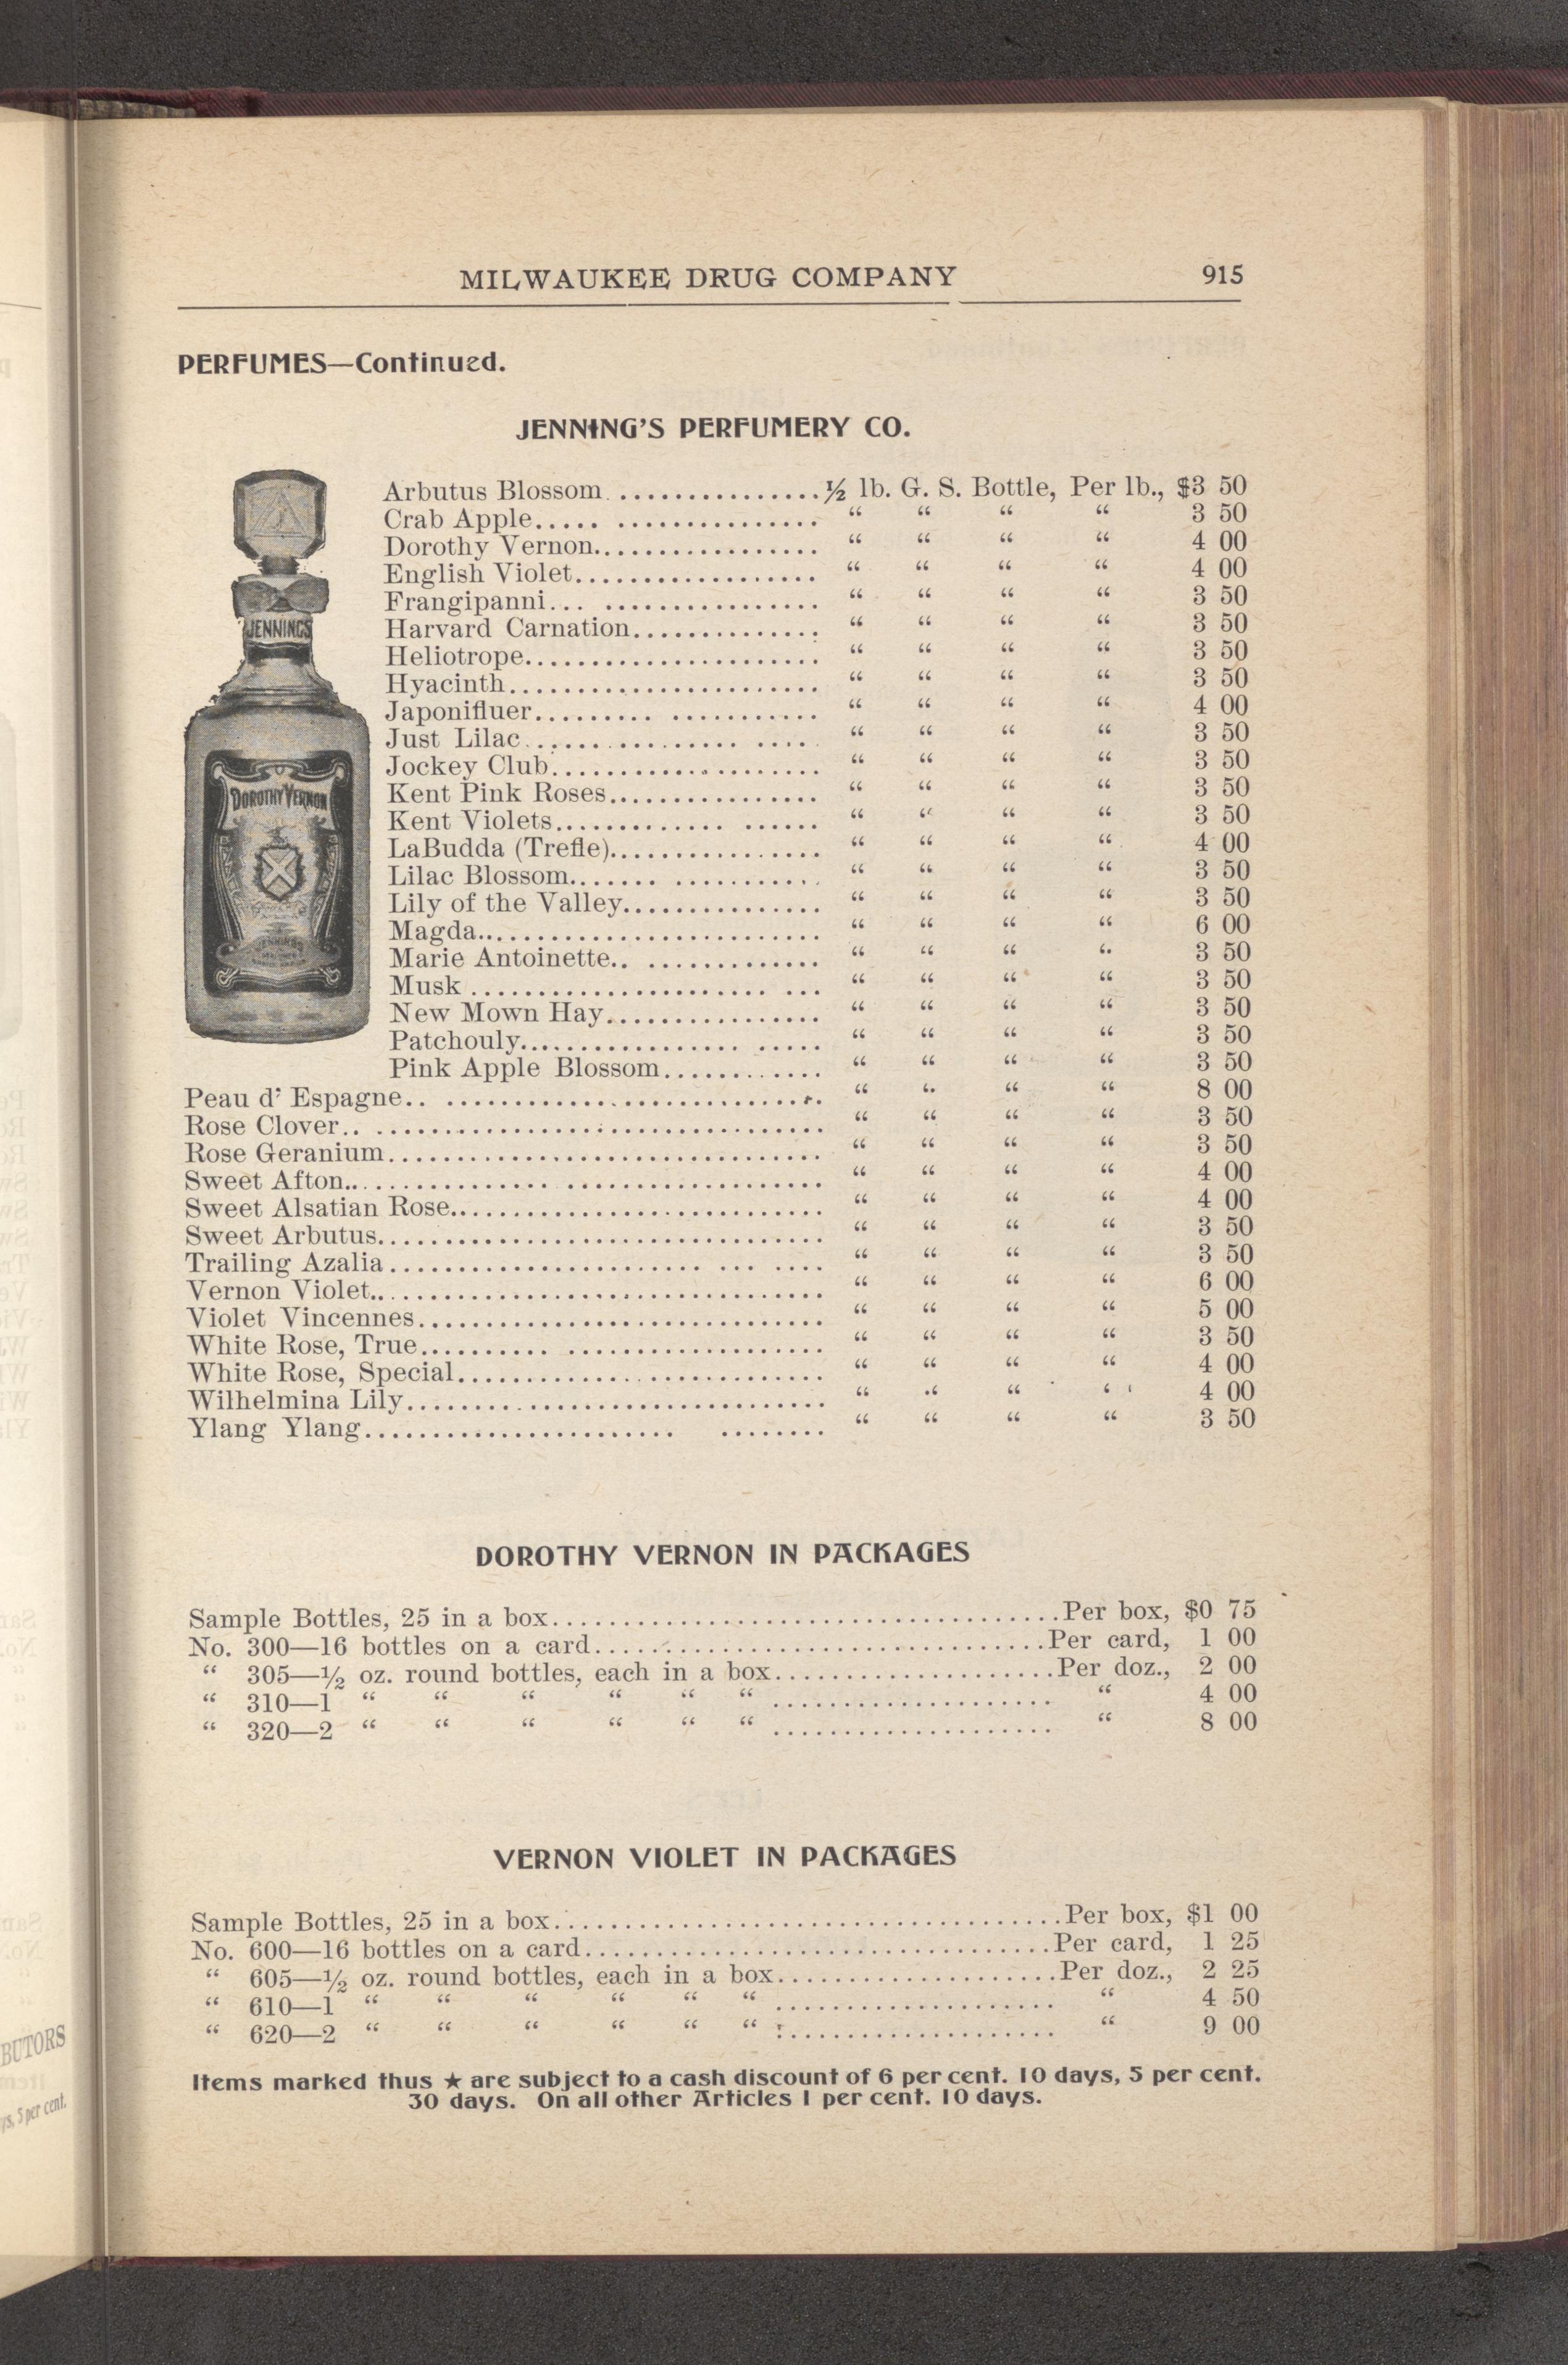 MILWAUKEE DRUG COMPANY 915
PERFUMES—Continued.
JENNING'S PERFUMERY CO.
Arbutus Blossom ............... ½ lb. G. S. Bottle, Per lb., $3 50
Crab Apple..... ............... “ “ “ “ 3 50
Dorothy Vernon................. “ “ “ “ 4 00
English Violet.................. “ “ “ “ 4 00
Frangipanni... ................ “ “ “ “ 3 50
Harvard Carnation.............. “ “ “ “ 3 50
Heliotrope...................... “ “ “ “ 3 50
Hyacinth....................... “ “ “ “ 3 50
Japonifluer......... ........... “ “ “ “ 4 00
Just Lilac................ .... “ “ “ “ 3 50
Jockey Club.................... “ “ “ “ 3 50
Kent Pink Roses................ “ “ “ “ 3 50
Kent Violets............. ...... “ “ “ “ 3 50
LaBudda (Trefle)................ “ “ “ “ 4 00
Lilac Blossom....... ........... “ “ “ “ 3 50
Lily of the Valley............... “ “ “ “ 3 50
Magda.......................... “ “ “ “ 6 00
Marie Antoinette.. ............. “ “ “ “ 3 50
Musk ...................... ... “ “ “ “ 3 50
New Mown Hay................ “ “ “ “ 3 50
Patchouly................. ..... “ “ “ “ 3 50
Pink Apple Blossom............ “ “ “ “ 3 50
Peau d' Espagne.. ............................ “ “ “ “ 8 00
Rose Clover.. ................................. “ “ “ “ 3 50
Rose Geranium................................ “ “ “ “ 3 50
Sweet Afton................ ................... “ “ “ “ 4 00
Sweet Alsatian Rose............................ “ “ “ “ 4 00
Sweet Arbutus................................. “ “ “ “ 3 50
Trailing Azalia....................... ... .... “ “ “ “ 3 50
Vernon Violet.................................. “ “ “ “ 6 00
Violet Vincennes.............................. “ “ “ “ 5 00
White Rose, True.......... ................... “ “ “ “ 3 50
White Rose, Special........................... “ “ “ “ 4 00
Wilhelmina Lily............................... “ “ “ “ 4 00
Ylang Ylang....................... ........ “ “ “ “ 3 50
JENNINGS
DOROTHY VERNON
JENNINGS
DOROTHY VERNON IN PACKAGES
Sample Bottles, 25 in a box......................................Per box, $0 75
No. 300—16 bottles on a card..................................Per card, 1 00
“ 305—½ oz. round bottles, each in a box.....................Per doz., 2 00
“ 310—1 “ “ “ “ “ “ ..................... “ 4 00
“ 320—2 “ “ “ “ “ “ ..................... “ 8 00
VERNON VIOLET IN PACKAGES
Sample Bottles, 25 in a box......................................Per box, $1 00
No. 600—16 bottles on a card..................................Per card, 1 25
“ 605—½ oz. round bottles, each in a box.....................Per doz., 2 25
“ 610—1 “ “ “ “ “ “ ..................... “ 4 50
“ 620—2 “ “ “ “ “ “ ..................... “ 9 00
Items marked thus ★ are subject to a cash discount of 6 per cent. 10 days, 5 per cent.
30 days. On all other Articles 1 per cent. 10 days.
BUTORS
5 per cent.